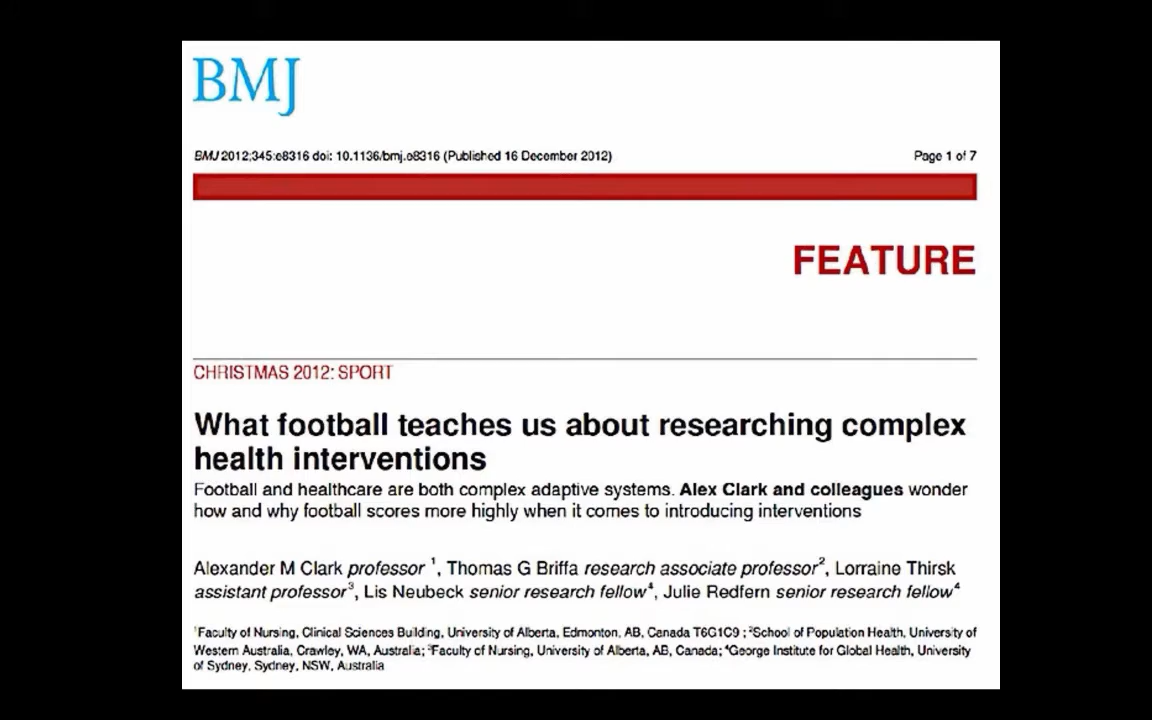 BMJ
BMJ 2012;345:e8316 doi: 10.1136/bmj.e8316 (Published 16 December 2012) Page 1 of 7
FEATURE
CHRISTMAS 2012: SPORT
What football teaches us about researching complex
health interventions
Football and healthcare are both complex adaptive systems. Alex Clark and colleagues wonder
how and why football scores more highly when it comes to introducing interventions
Alexander M Clark professor ¹, Thomas G Briffa research associate professor², Lorraine Thirsk
assistant professor³, Lis Neubeck senior research fellow⁴, Julie Redfern senior research fellow⁴
¹Faculty of Nursing, Clinical Sciences Building, University of Alberta, Edmonton, AB, Canada T6G1C9 ; ²School of Population Health, University of
Western Australia, Crawley, WA, Australia; ³Faculty of Nursing, University of Alberta, AB, Canada; ⁴George Institute for Global Health, University
of Sydney, Sydney, NSW, Australia